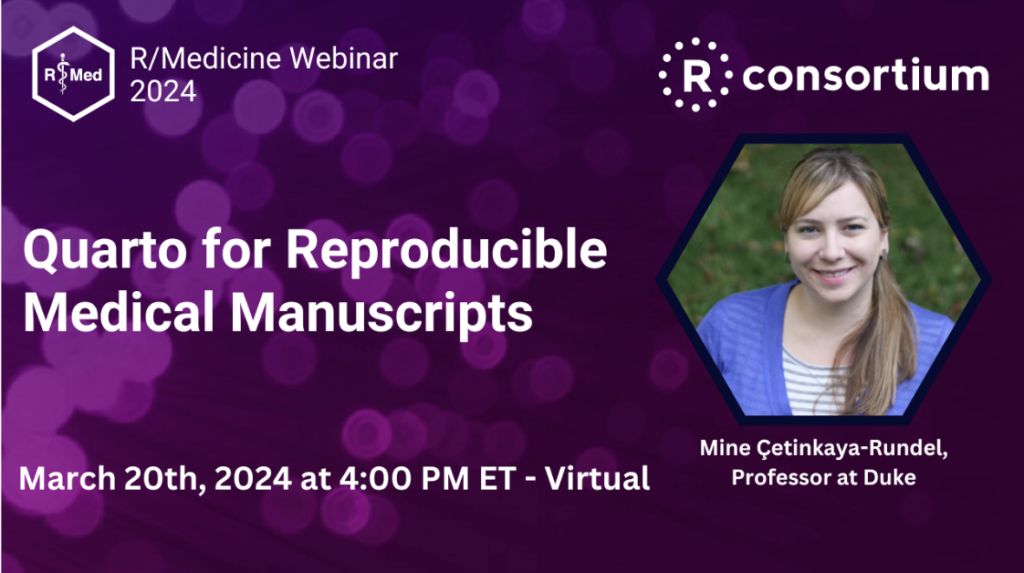 R Med
R/Medicine Webinar
2024
R consortium
Quarto for Reproducible
Medical Manuscripts
March 20th, 2024 at 4:00 PM ET - Virtual
Mine Çetinkaya-Rundel,
Professor at Duke